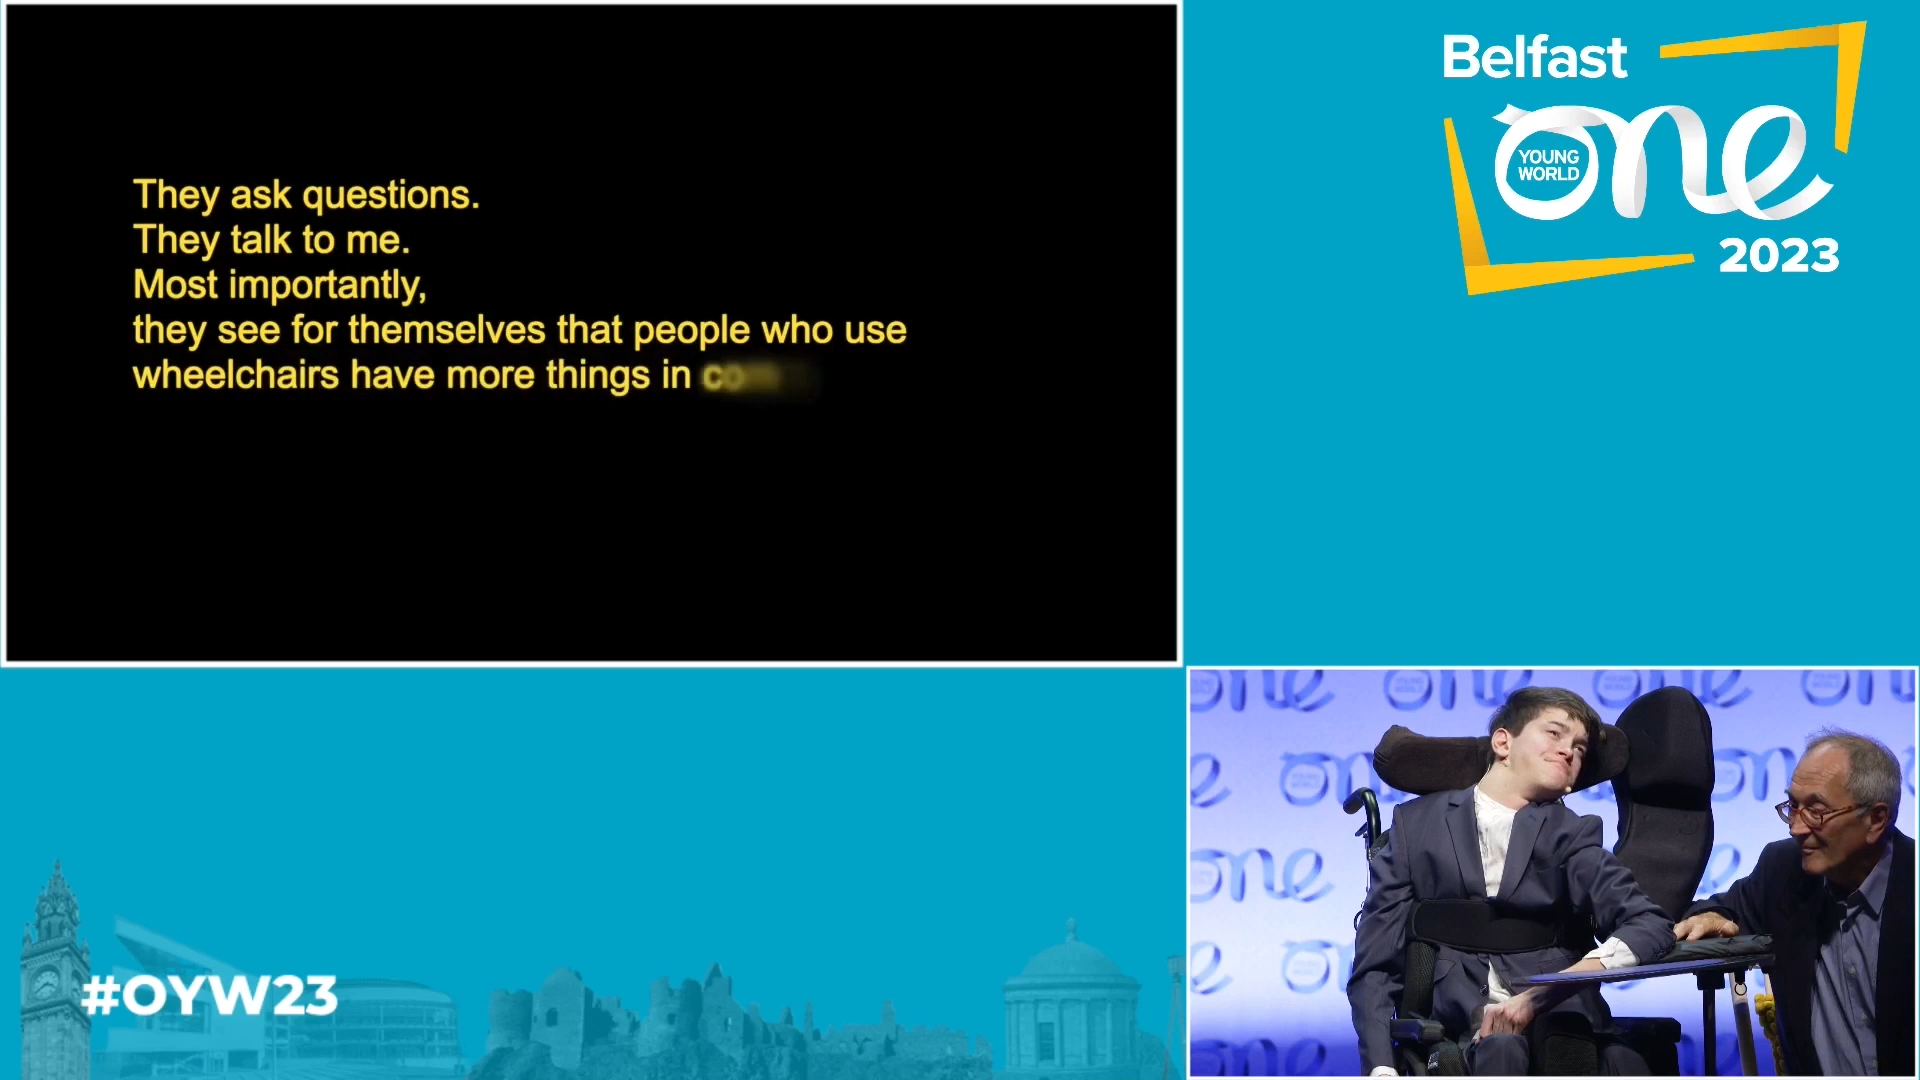 They ask questions.
They talk to me.
Most importantly,
they see for themselves that people who use
wheelchairs have more things in
Belfast
one
YOUNG
WORLD
2023
#OYW23